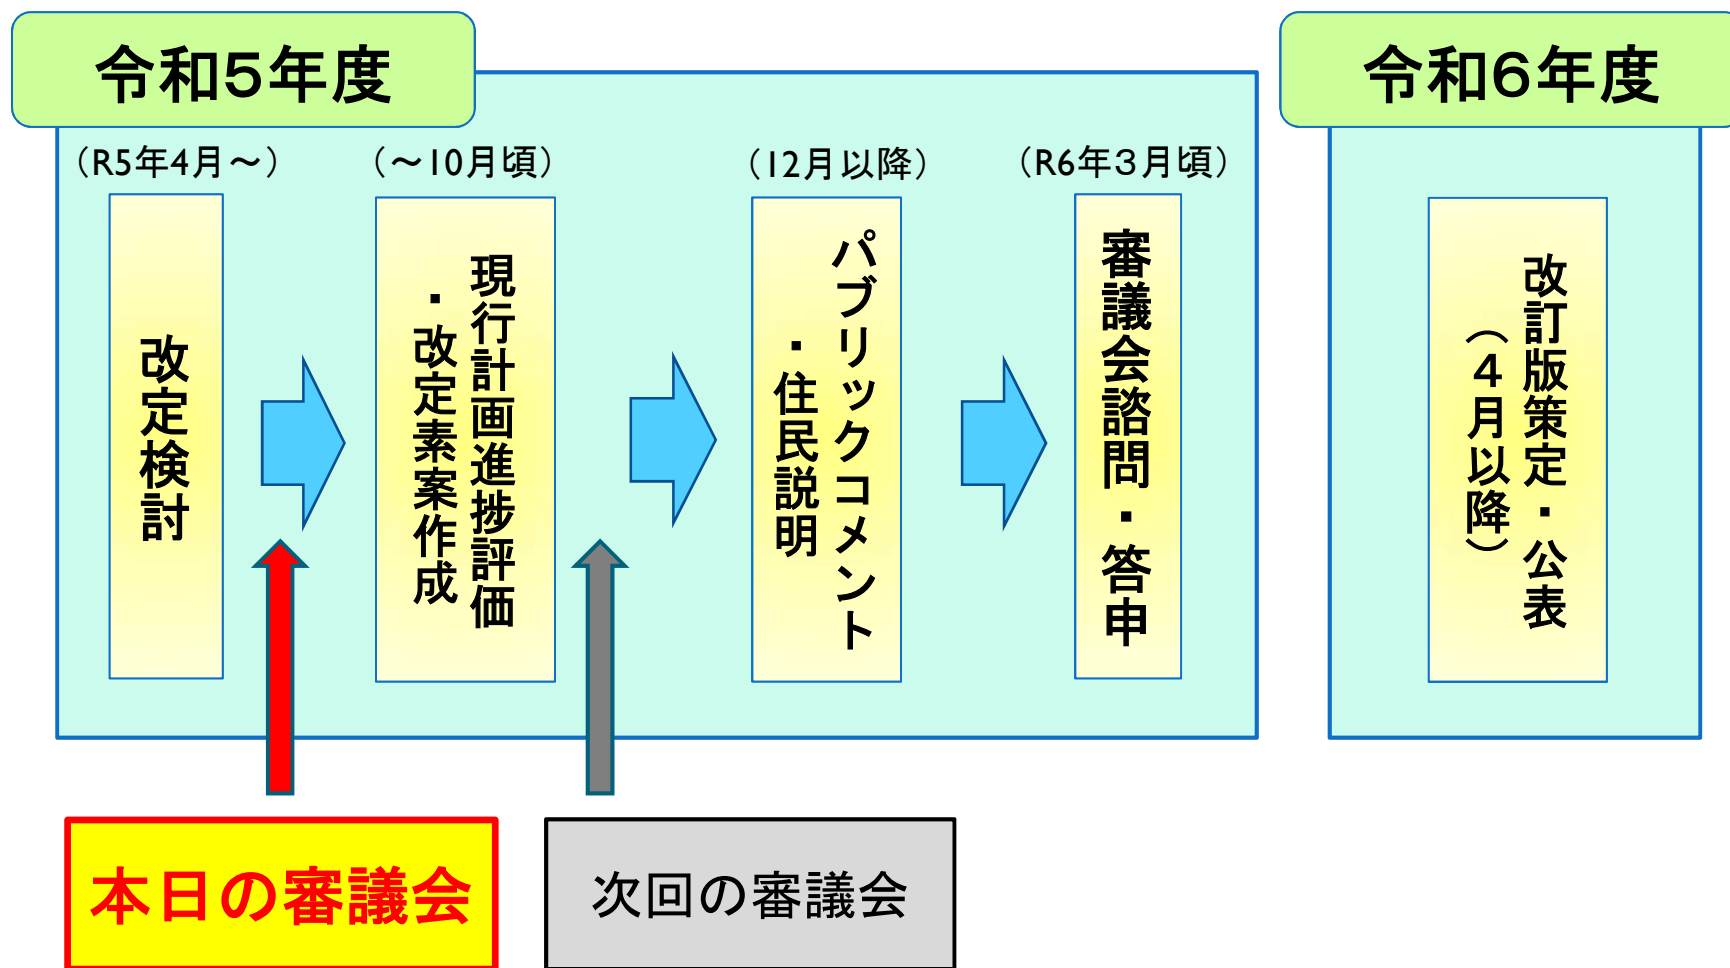 令和5年度
令和6年度
（R5年4月～）
（～10月頃）
（12月以降）
（R6年３月頃）
改定検討
現行計画進捗評価
・改定素案作成
パブリックコメント
・住民説明
審議会諮問・答申
改訂版策定・公表
（４月以降）
本日の審議会
次回の審議会